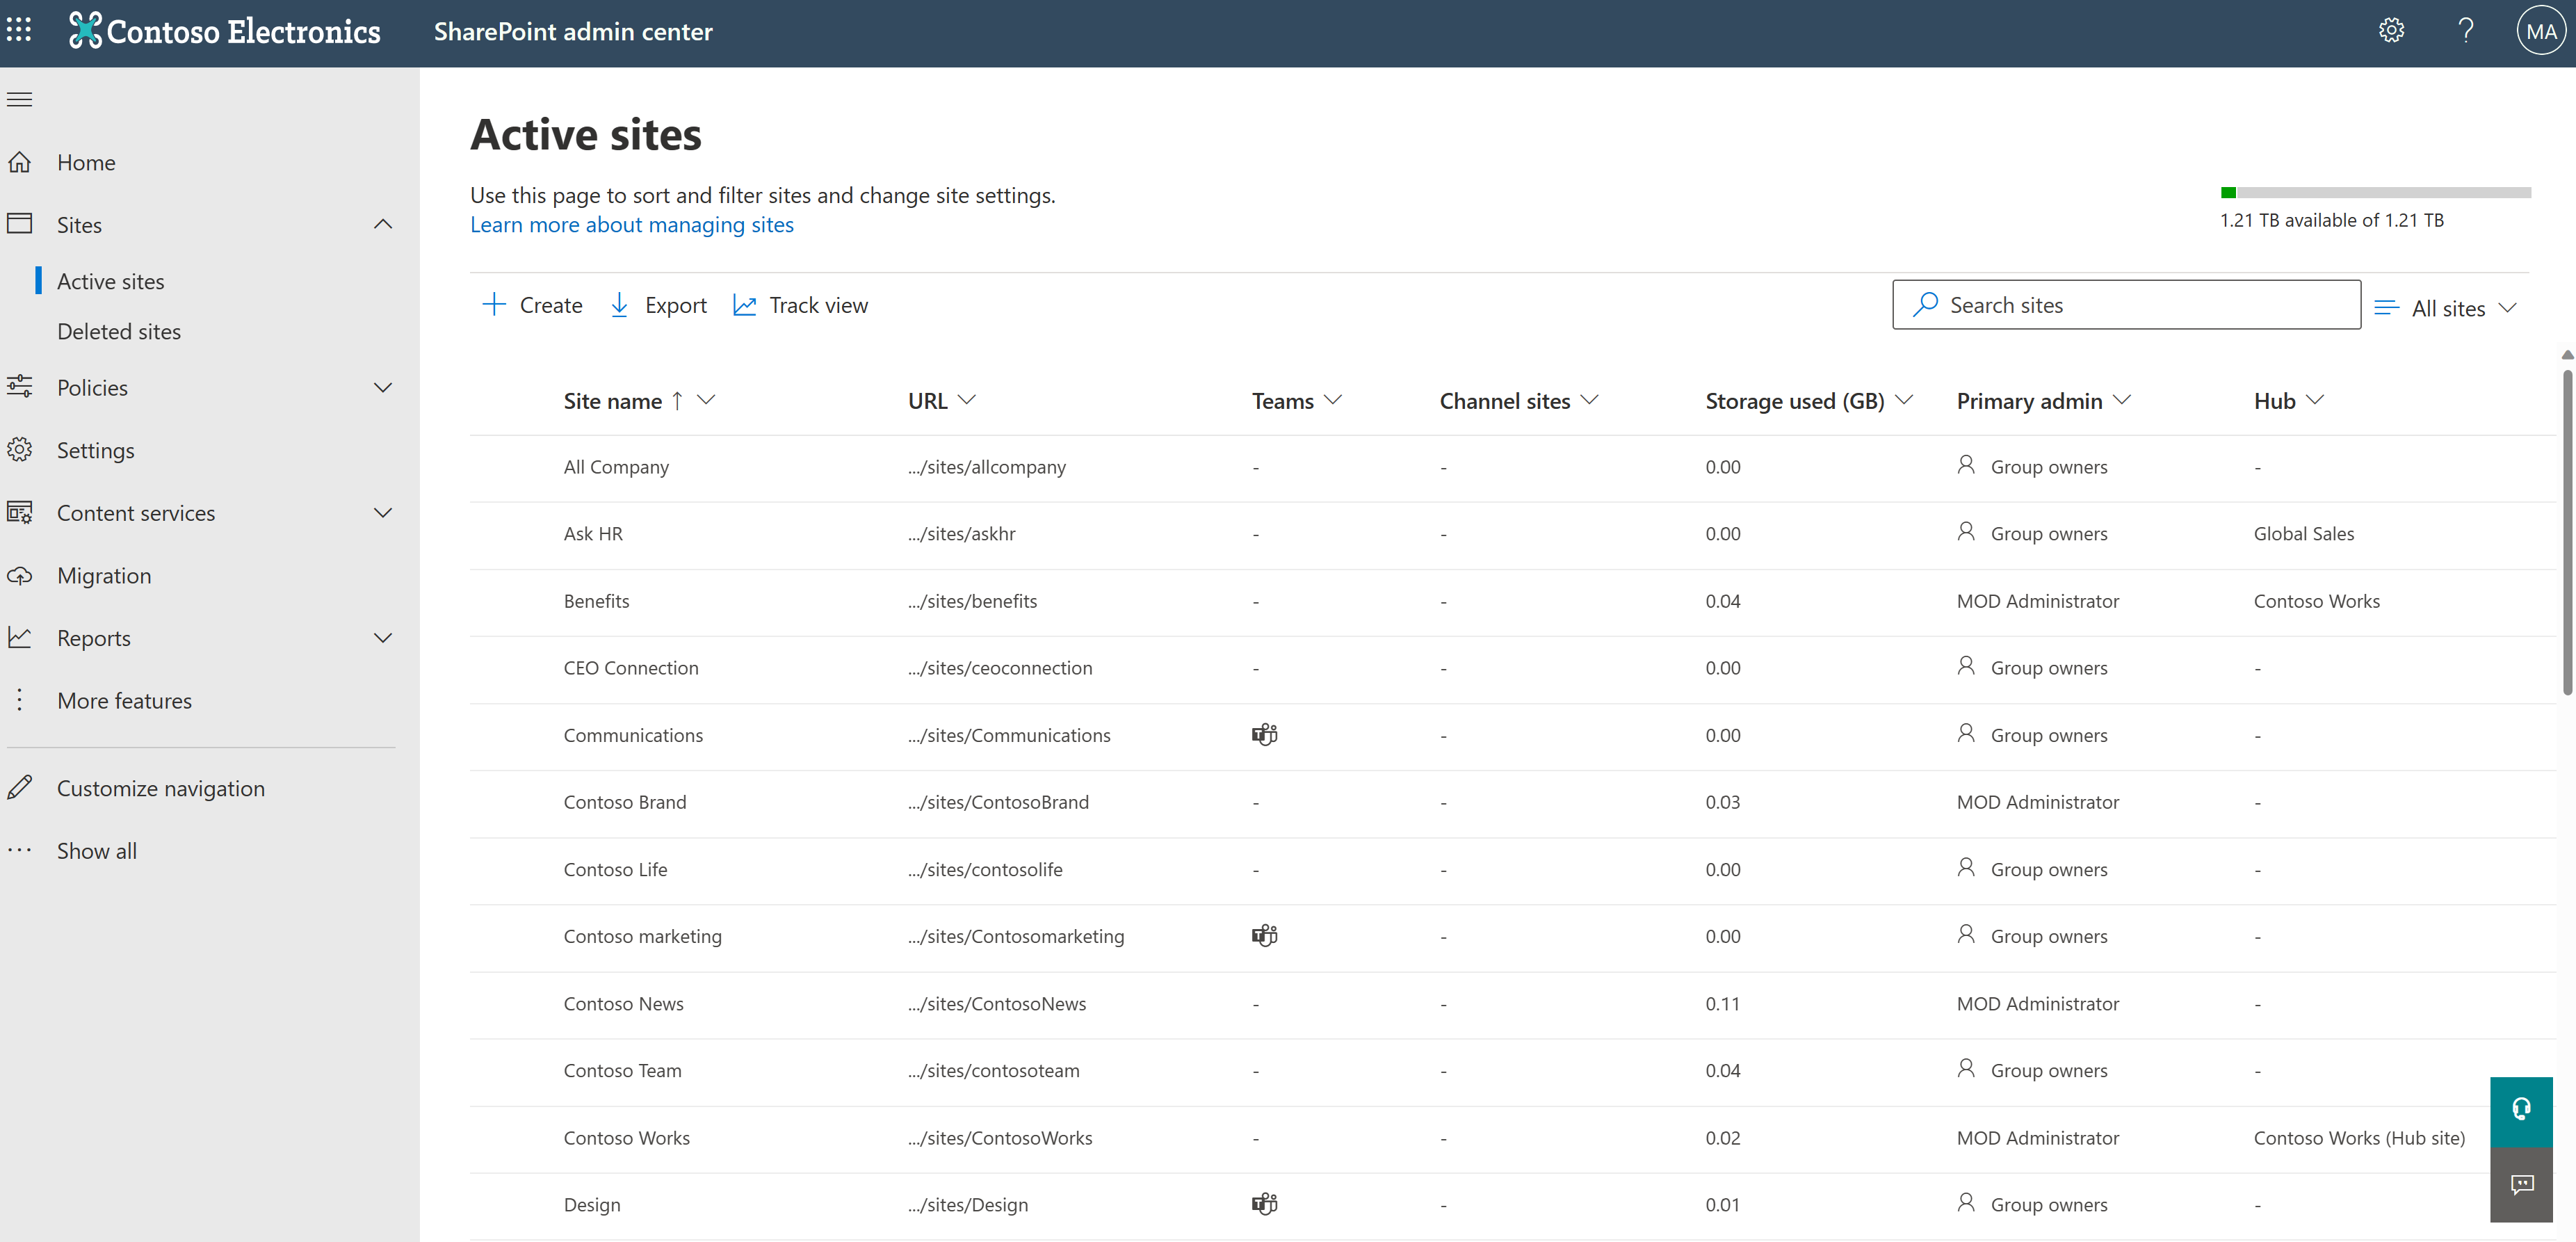 Contoso Electronics SharePoint admin center ? MA
Home
Sites
Active sites
Deleted sites
Policies
Settings
Content services
Migration
Reports
More features
Customize navigation
Show all
Active sites
Use this page to sort and filter sites and change site settings.
Learn more about managing sites
1.21 TB available of 1.21 TB
Create Export Track view Search sites All sites
Site name ↑ URL Teams Channel sites Storage used (GB) Primary admin Hub
All Company .../sites/allcompany - - 0.00 Group owners -
Ask HR .../sites/askhr - - 0.00 Group owners Global Sales
Benefits .../sites/benefits - - 0.04 MOD Administrator Contoso Works
CEO Connection .../sites/ceoconnection - - 0.00 Group owners -
Communications .../sites/Communications - 0.00 Group owners -
Contoso Brand .../sites/ContosoBrand - - 0.03 MOD Administrator -
Contoso Life .../sites/contosolife - - 0.00 Group owners -
Contoso marketing .../sites/Contosomarketing - 0.00 Group owners -
Contoso News .../sites/ContosoNews - - 0.11 MOD Administrator -
Contoso Team .../sites/contosoteam - - 0.04 Group owners -
Contoso Works .../sites/ContosoWorks - - 0.02 MOD Administrator Contoso Works (Hub site)
Design .../sites/Design - 0.01 Group owners -